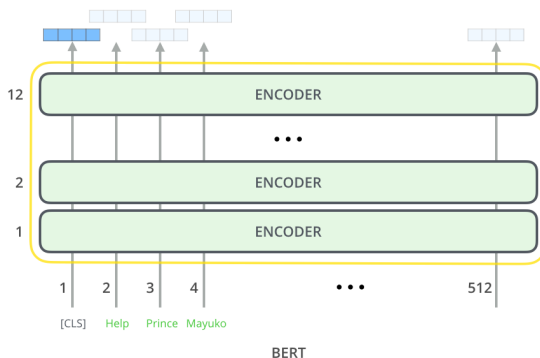 12 ENCODER
...
2 ENCODER
1 ENCODER
1 2 3 4 ... 512
[CLS] Help Prince Mayuko
BERT